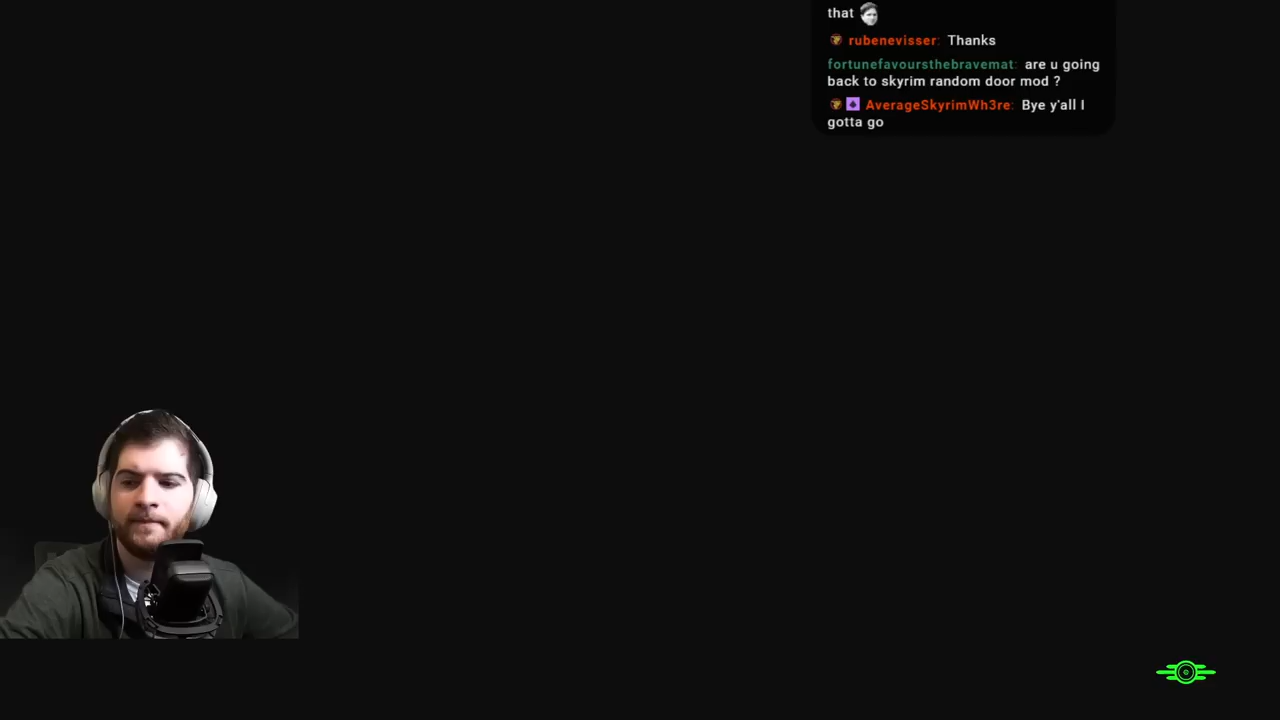 that
rubenevisser: Thanks
fortunefavoursthebravemat: are u going
back to skyrim random door mod ?
AverageSkyrimWh3re: Bye y'all I
gotta go